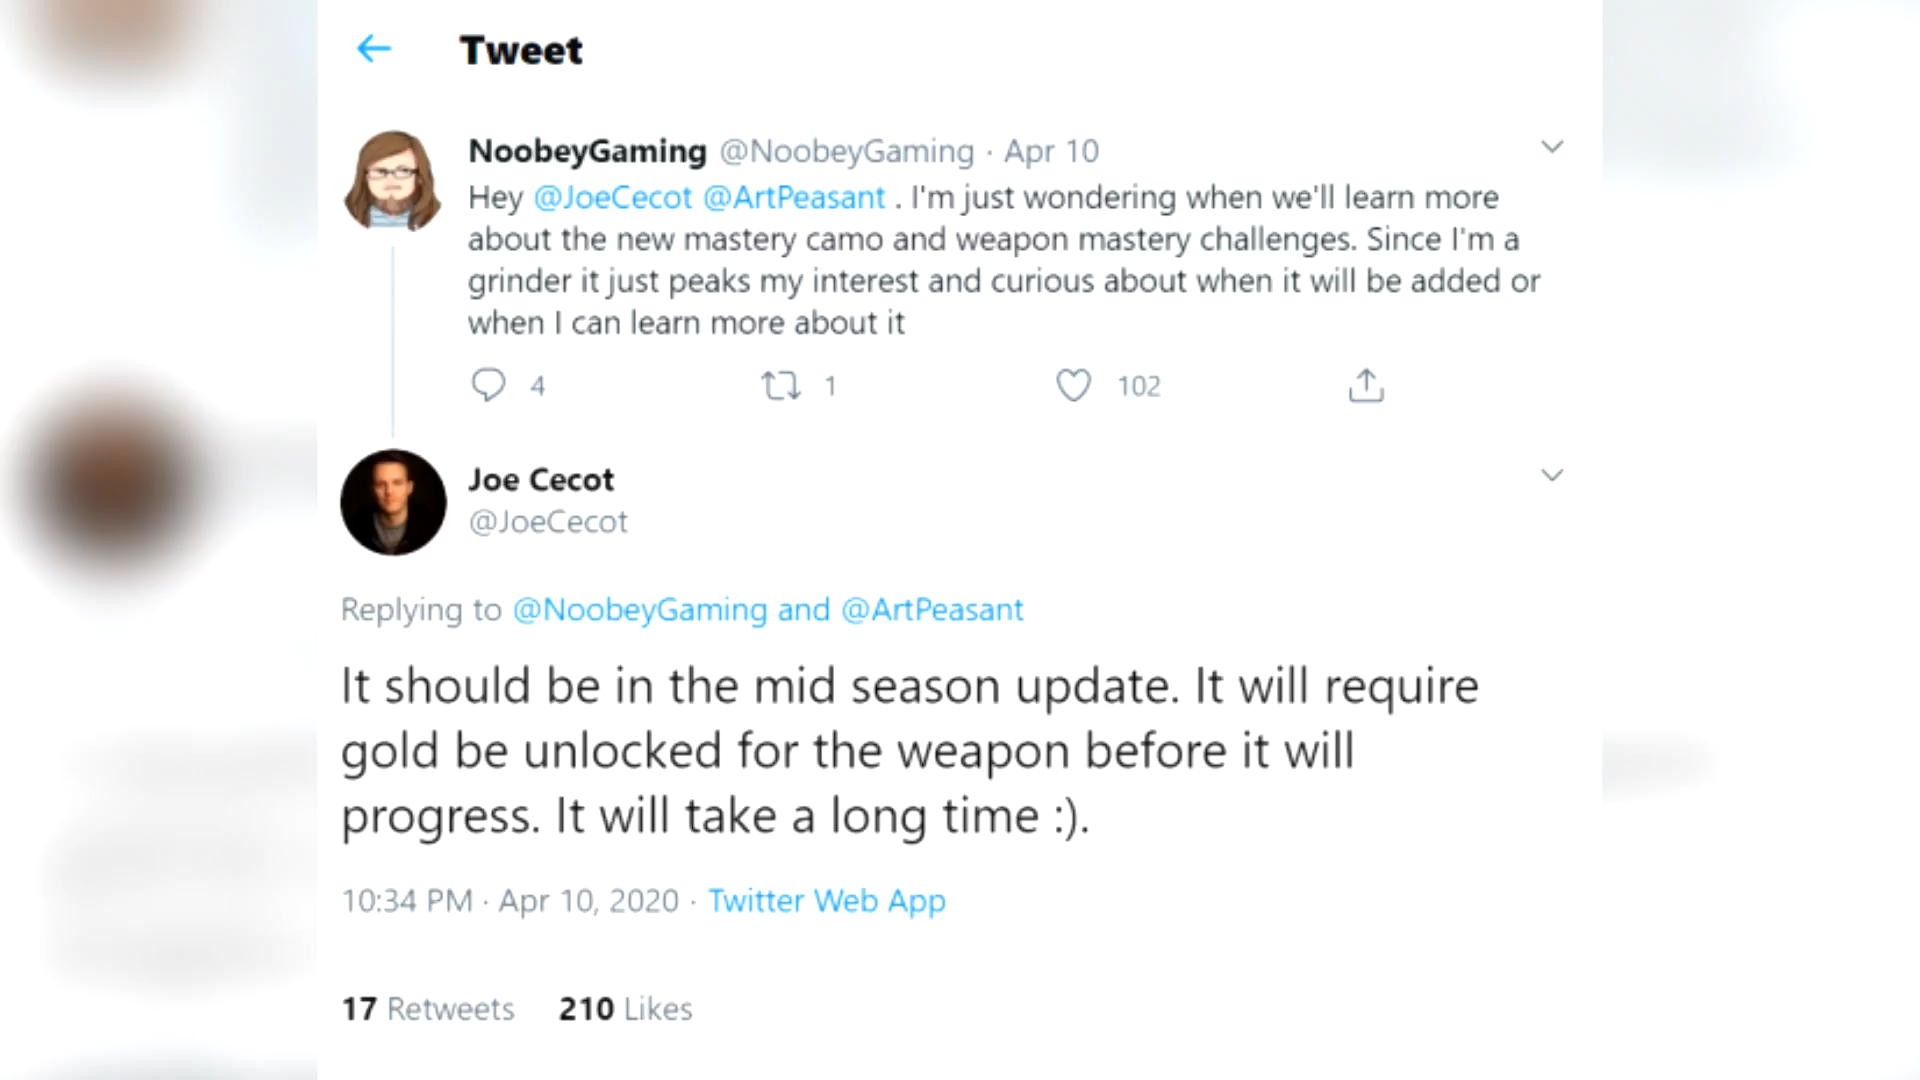 Tweet
NoobeyGaming @NoobeyGaming · Apr 10
Hey @JoeCecot @ArtPeasant . I'm just wondering when we'll learn more
about the new mastery camo and weapon mastery challenges. Since I'm a
grinder it just peaks my interest and curious about when it will be added or
when I can learn more about it
4 1 102
Joe Cecot
@JoeCecot
Replying to @NoobeyGaming and @ArtPeasant
It should be in the mid season update. It will require
gold be unlocked for the weapon before it will
progress. It will take a long time :).
10:34 PM · Apr 10, 2020 · Twitter Web App
17 Retweets 210 Likes